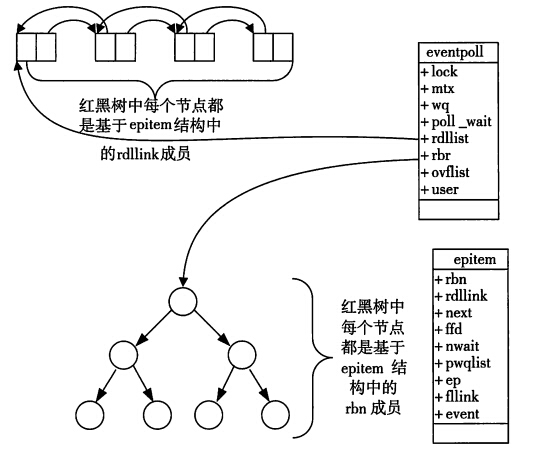 红黑树中每个节点都
是基于epitem结构中
的rdllink成员
eventpoll
+lock
+mtx
+wq
+poll_wait
+rdllist
+rbr
+ovflist
+user
epitem
+rbn
+rdllink
+next
+ffd
+nwait
+pwqlist
+ep
+fllink
+event
红黑树中
每个节点
都是基于
epitem 结
构中的
rbn 成员